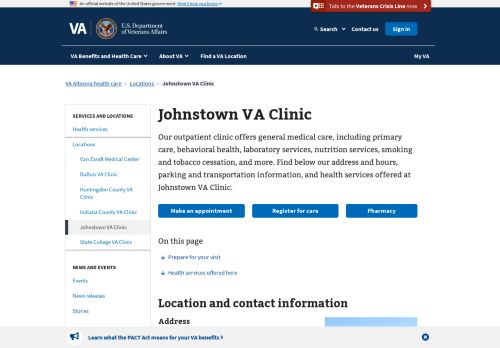 An official website of the United States government Here's how you know
Talk to the Veterans Crisis Line now
VA
U.S. Department
of Veterans Affairs
Search
Contact us
Sign in
VA Benefits and Health Care
About VA
Find a VA Location
My VA
VA Altoona health care › Locations › Johnstown VA Clinic
SERVICES AND LOCATIONS
Health services
Locations
Van Zandt Medical Center
DuBois VA Clinic
Huntingdon County VA
Clinic
Indiana County VA Clinic
Johnstown VA Clinic
State College VA Clinic
NEWS AND EVENTS
Events
News releases
Stories
Johnstown VA Clinic
Our outpatient clinic offers general medical care, including primary
care, behavioral health, laboratory services, nutrition services, smoking
and tobacco cessation, and more. Find below our address and hours,
parking and transportation information, and health services offered at
Johnstown VA Clinic.
Make an appointment
Register for care
Pharmacy
On this page
Prepare for your visit
Health services offered here
Location and contact information
Address
Learn what the PACT Act means for your VA benefits